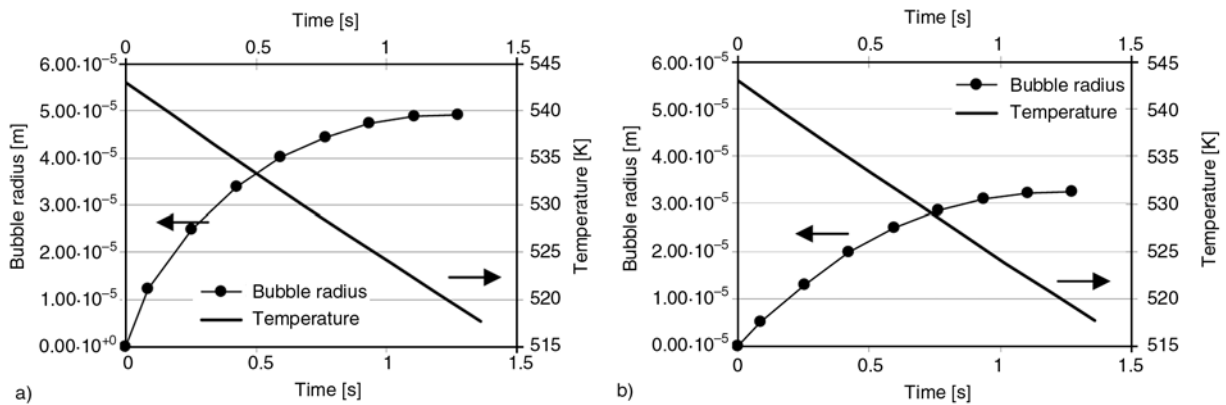 Time [s]
0 0.5 1 1.5
6.00·10⁻⁵ 545
5.00·10⁻⁵ 540
4.00·10⁻⁵ 535
3.00·10⁻⁵ 530
2.00·10⁻⁵ 525
1.00·10⁻⁵ 520
0.00·10⁺⁰ 515
Bubble radius [m]
Temperature [K]
Bubble radius
Temperature
0 0.5 1 1.5
Time [s]
a)
Time [s]
0 0.5 1 1.5
6.00·10⁻⁵ 545
5.00·10⁻⁵ 540
4.00·10⁻⁵ 535
3.00·10⁻⁵ 530
2.00·10⁻⁵ 525
1.00·10⁻⁵ 520
0.00·10⁻⁵ 515
Bubble radius [m]
Temperature [K]
Bubble radius
Temperature
0 0.5 1 1.5
Time [s]
b)